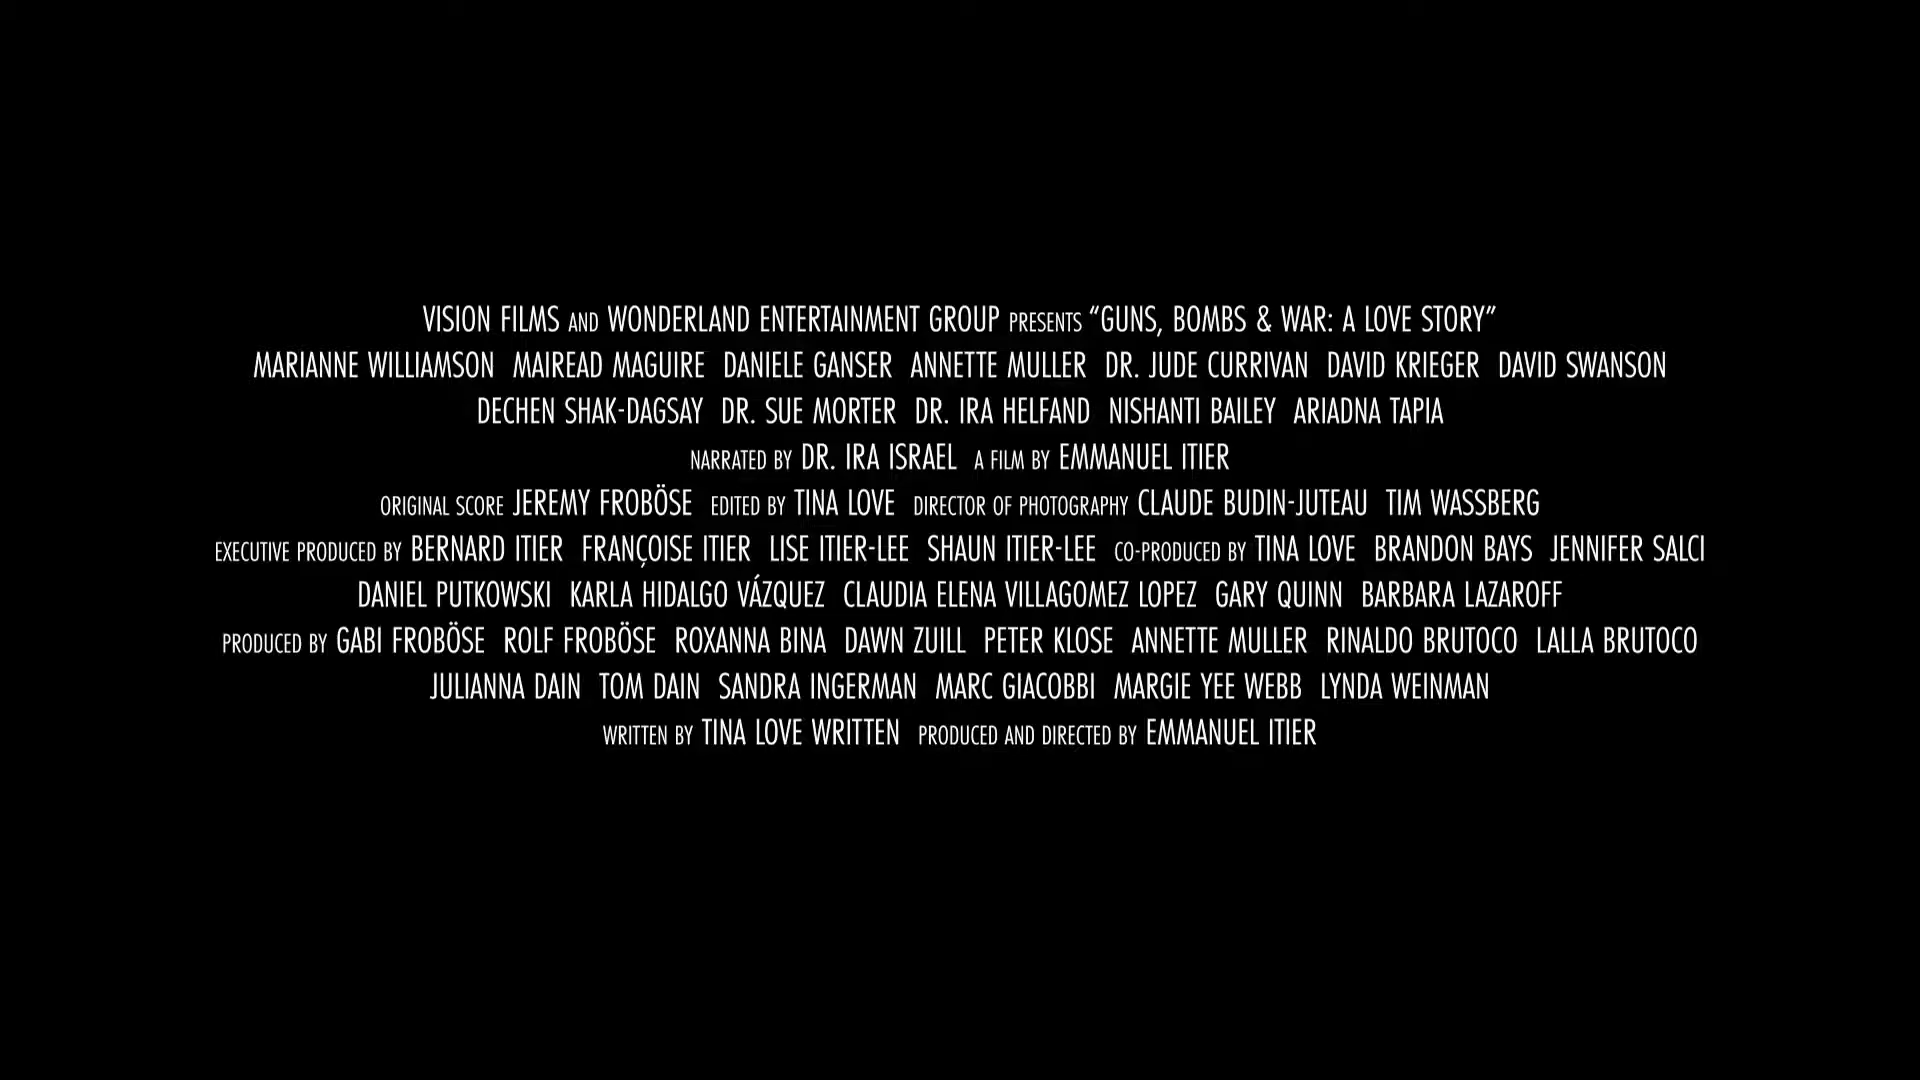 VISION FILMS AND WONDERLAND ENTERTAINMENT GROUP PRESENTS “GUNS, BOMBS & WAR: A LOVE STORY”
MARIANNE WILLIAMSON MAIREAD MAGUIRE DANIELE GANSER ANNETTE MULLER DR. JUDE CURRIVAN DAVID KRIEGER DAVID SWANSON
DECHEN SHAK-DAGSAY DR. SUE MORTER DR. IRA HELFAND NISHANTI BAILEY ARIADNA TAPIA
NARRATED BY DR. IRA ISRAEL A FILM BY EMMANUEL ITIER
ORIGINAL SCORE JEREMY FROBÖSE EDITED BY TINA LOVE DIRECTOR OF PHOTOGRAPHY CLAUDE BUDIN-JUTEAU TIM WASSBERG
EXECUTIVE PRODUCED BY BERNARD ITIER FRANÇOISE ITIER LISE ITIER-LEE SHAUN ITIER-LEE CO-PRODUCED BY TINA LOVE BRANDON BAYS JENNIFER SALCI
DANIEL PUTKOWSKI KARLA HIDALGO VÁZQUEZ CLAUDIA ELENA VILLAGOMEZ LOPEZ GARY QUINN BARBARA LAZAROFF
PRODUCED BY GABI FROBÖSE ROLF FROBÖSE ROXANNA BINA DAWN ZUILL PETER KLOSE ANNETTE MULLER RINALDO BRUTOCO LALLA BRUTOCO
JULIANNA DAIN TOM DAIN SANDRA INGERMAN MARC GIACOBBI MARGIE YEE WEBB LYNDA WEINMAN
WRITTEN BY TINA LOVE WRITTEN PRODUCED AND DIRECTED BY EMMANUEL ITIER